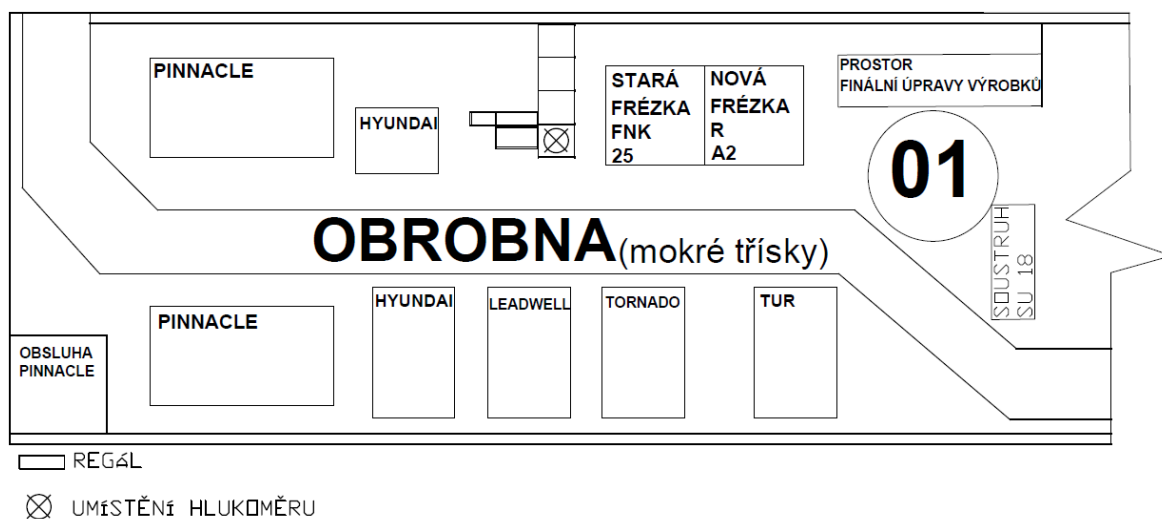 PINNACLE
HYUNDAI
STARÁ
FRÉZKA
FNK
25
NOVÁ
FRÉZKA
R
A2
PROSTOR
FINÁLNÍ ÚPRAVY VÝROBKŮ
01
SOUSTRUH
SU 18
OBROBNA(mokré třísky)
PINNACLE
HYUNDAI
LEADWELL
TORNADO
TUR
OBSLUHA
PINNACLE
REGÁL
UMÍSTĚNÍ HLUKOMĚRU